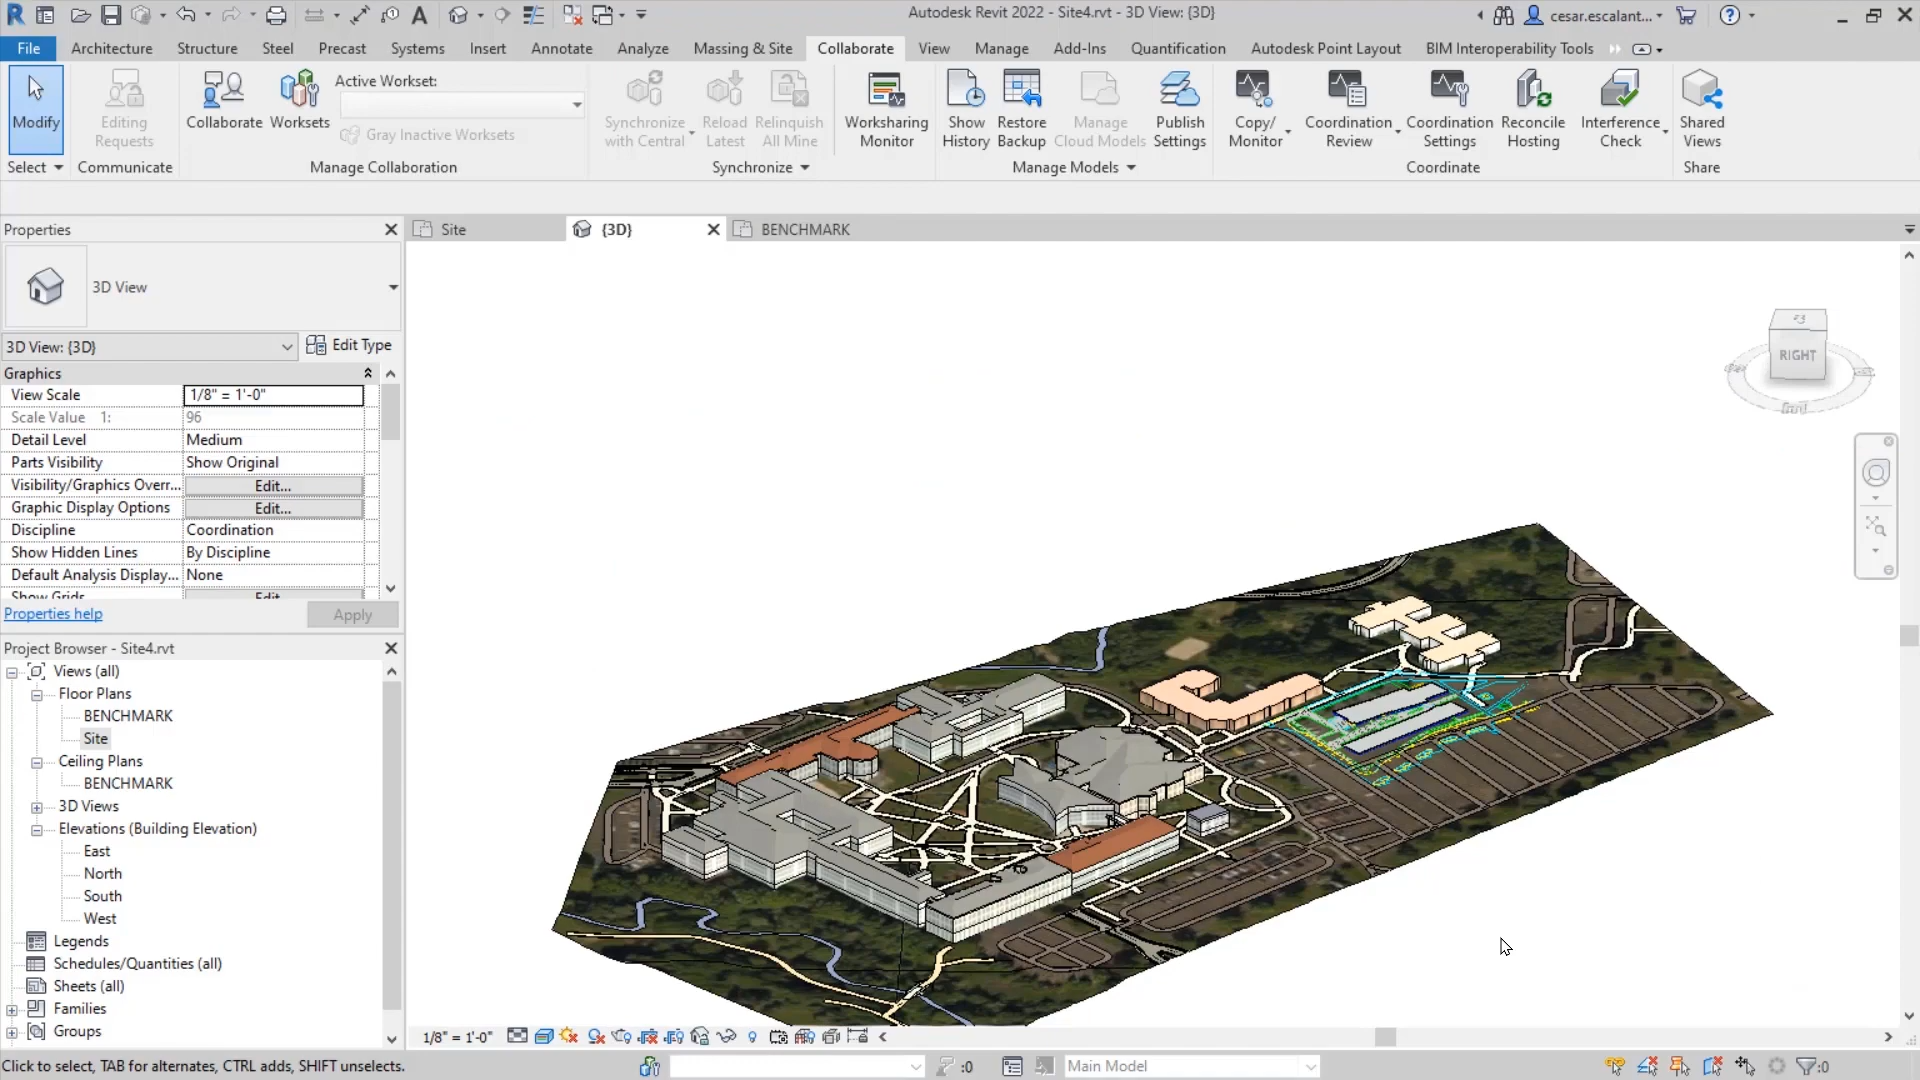 Autodesk Revit 2022 - Site4.rvt - 3D View: {3D}
cesar.escalant...
File
Architecture
Structure
Steel
Precast
Systems
Insert
Annotate
Analyze
Massing & Site
Collaborate
View
Manage
Add-Ins
Quantification
Autodesk Point Layout
BIM Interoperability Tools
Modify
Select
Editing
Requests
Communicate
Collaborate
Worksets
Active Workset:
Gray Inactive Worksets
Manage Collaboration
Synchronize
with Central
Reload
Latest
Relinquish
All Mine
Synchronize
Worksharing
Monitor
Show
History
Restore
Backup
Manage
Cloud Models
Publish
Settings
Manage Models
Copy/
Monitor
Coordination
Review
Coordination
Settings
Reconcile
Hosting
Interference
Check
Coordinate
Shared
Views
Share
Properties
3D View
3D View: {3D}
Edit Type
Graphics
View Scale 1/8" = 1'-0"
Scale Value 1: 96
Detail Level Medium
Parts Visibility Show Original
Visibility/Graphics Overr... Edit...
Graphic Display Options Edit...
Discipline Coordination
Show Hidden Lines By Discipline
Default Analysis Display... None
Show Grids Edit
Properties help
Apply
Project Browser - Site4.rvt
Views (all)
Floor Plans
BENCHMARK
Site
Ceiling Plans
BENCHMARK
3D Views
Elevations (Building Elevation)
East
North
South
West
Legends
Schedules/Quantities (all)
Sheets (all)
Families
Groups
Site
{3D}
BENCHMARK
RIGHT
1/8" = 1'-0"
Click to select, TAB for alternates, CTRL adds, SHIFT unselects.
:0
Main Model
:0